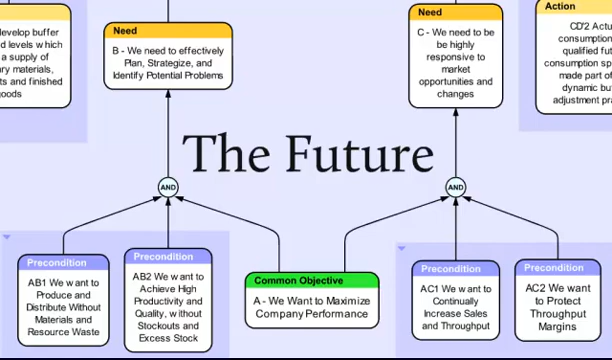 Need
B - We need to effectively
Plan, Strategize, and
Identify Potential Problems
Need
C - We need to be
be highly
responsive to
market
opportunities and
changes
Action
CD'2 Actu
consumption
qualified fut
consumption sp
made part of
dynamic bu
adjustment pra
evelop buffer
d levels which
a supply of
ry materials,
ts and finished
oods
The Future
AND
AND
Precondition
AB1 We want to
Produce and
Distribute Without
Materials and
Resource Waste
Precondition
AB2 We want to
Achieve High
Productivity and
Quality, without
Stockouts and
Excess Stock
Common Objective
A - We Want to Maximize
Company Performance
Precondition
AC1 We want to
Continually
Increase Sales
and Throughput
Precondition
AC2 We want
to Protect
Throughput
Margins